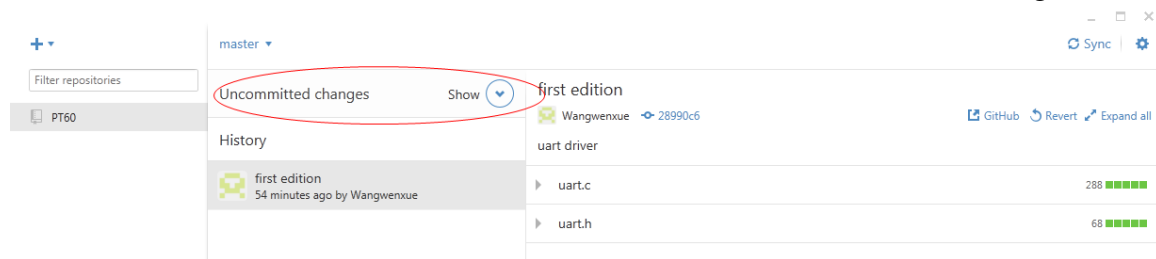 master
Sync
Filter repositories
PT60
Uncommitted changes
Show
History
first edition
54 minutes ago by Wangwenxue
first edition
Wangwenxue 28990c6
GitHub Revert Expand all
uart driver
uart.c 288
uart.h 68